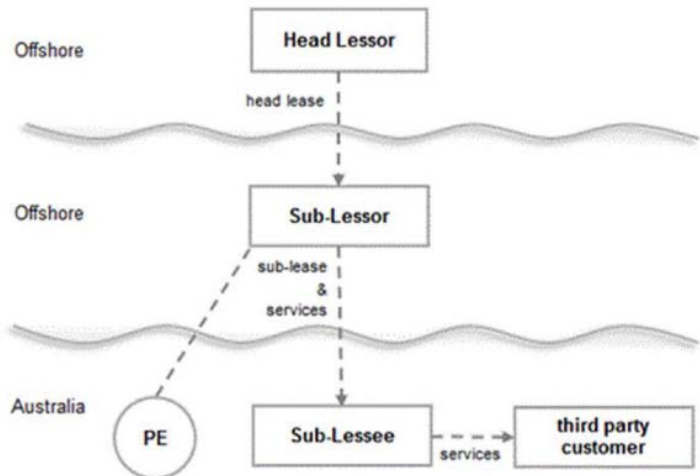 Head Lessor
Offshore
head lease
Offshore
Sub-Lessor
sub-lease
&
services
Australia
PE
Sub-Lessee
services
third party
customer